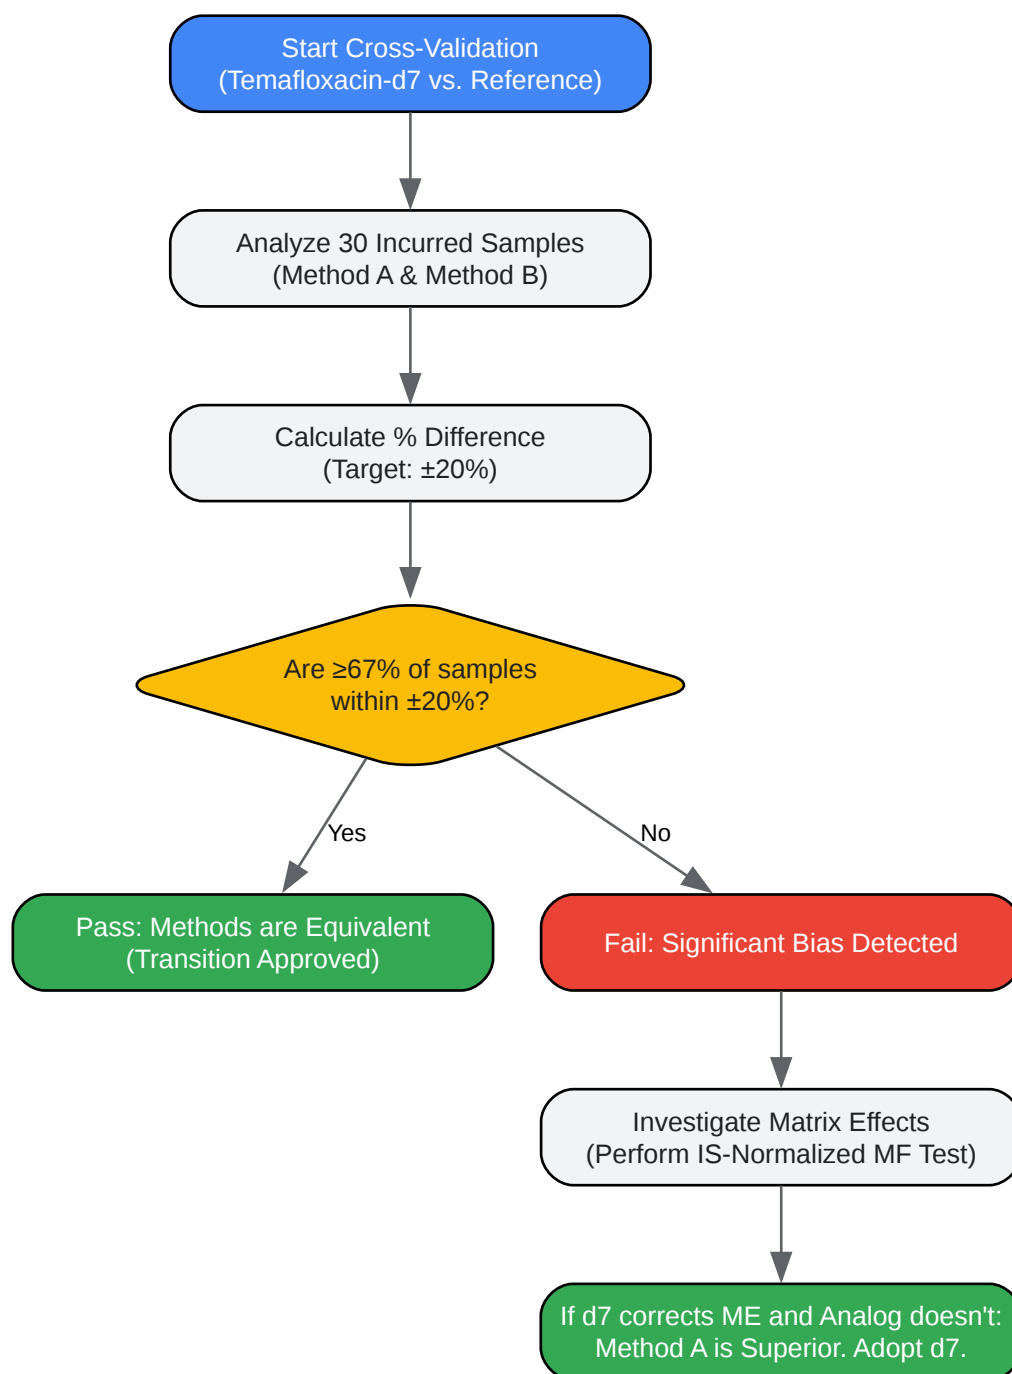 Start Cross-Validation
(Temafloxacin-d7 vs. Reference)
Analyze 30 Incurred Samples
(Method A & Method B)
Calculate % Difference
(Target: ±20%)
Are ≥67% of samples
within ±20%?
Yes
No
Pass: Methods are Equivalent
(Transition Approved)
Fail: Significant Bias Detected
Investigate Matrix Effects
(Perform IS-Normalized MF Test)
If d7 corrects ME and Analog doesn't:
Method A is Superior. Adopt d7.